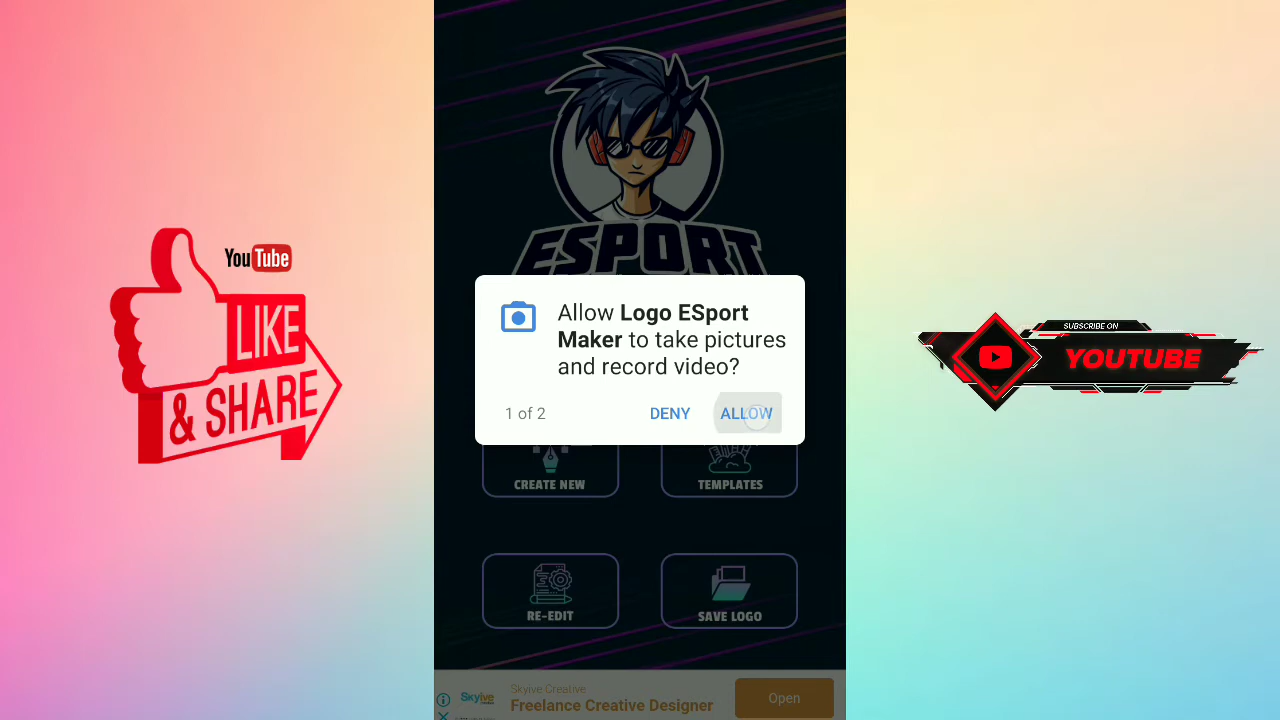 YouTube
LIKE
& SHARE
ESPORT
Allow Logo ESport
Maker to take pictures
and record video?
1 of 2
DENY
ALLOW
CREATE NEW
TEMPLATES
RE-EDIT
SAVE LOGO
Skyive
Skyive Creative
Freelance Creative Designer
Open
SUBSCRIBE ON
YOUTUBE